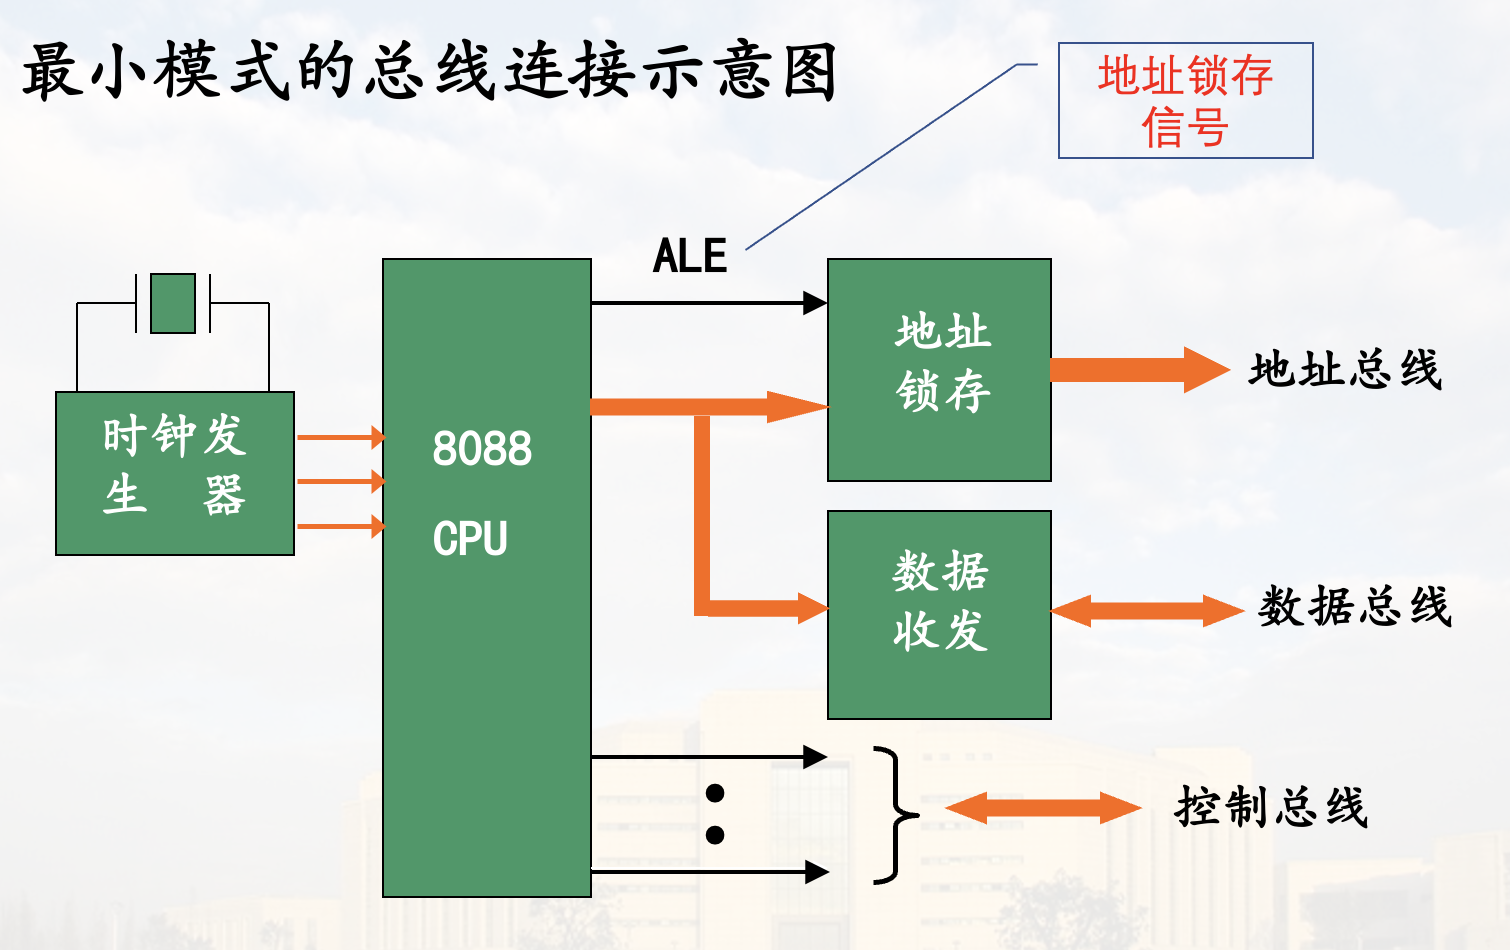 最小模式的总线连接示意图
地址锁存
信号
ALE
时钟发
生 器
8088
CPU
地址
锁存
地址总线
数据
收发
数据总线
控制总线